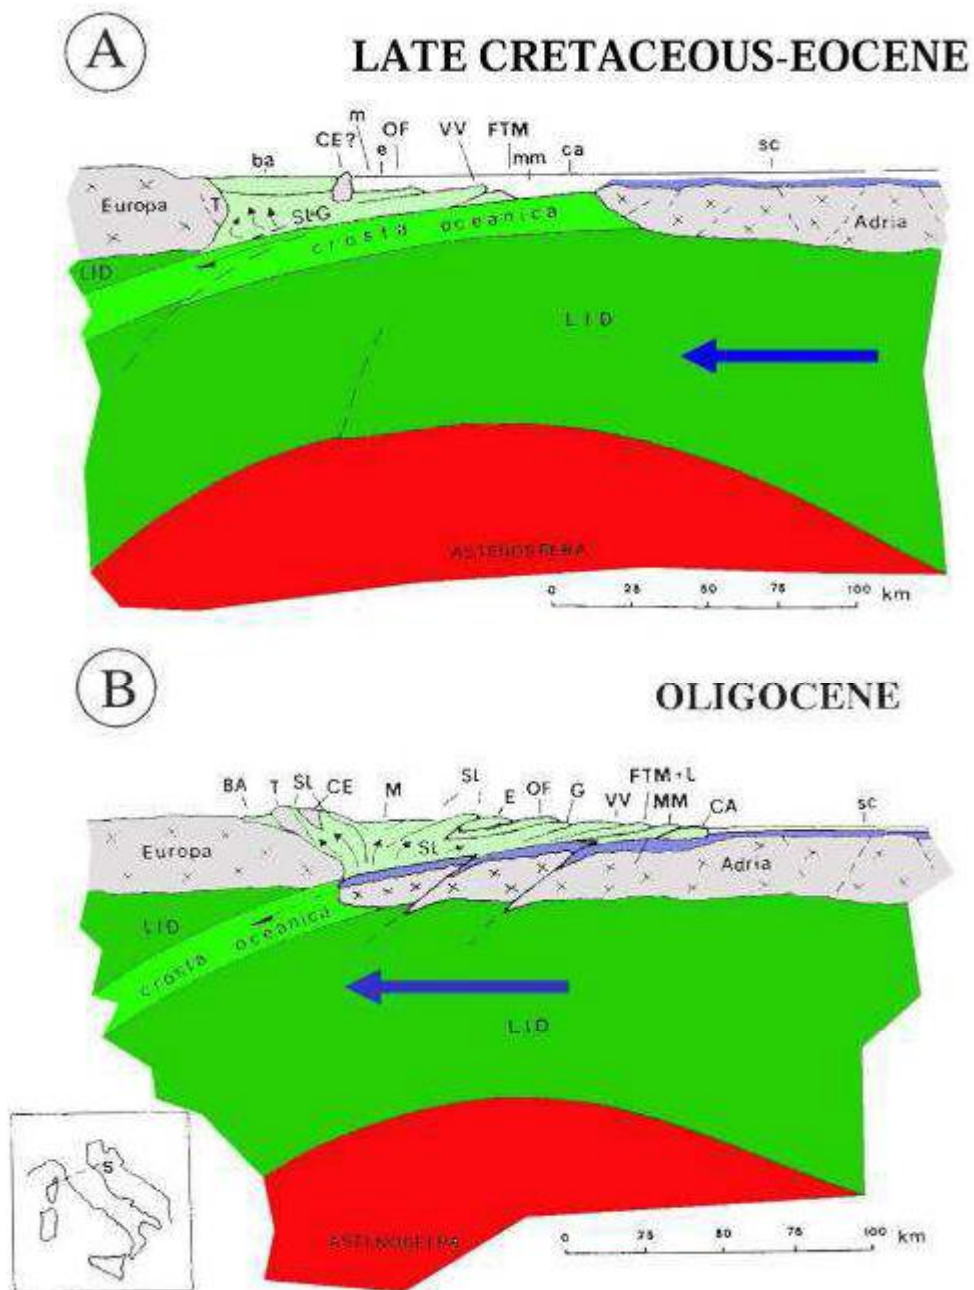 A
LATE CRETACEOUS-EOCENE
m
CE? e OF VV FTM
ba mm ca sc
Europa T SLG crosta oceanica Adria
LID
LID
ASTENOSFERA
0 25 50 75 100 km
B
OLIGOCENE
BA T SL CE M SL E OF G VV FTM+L MM CA sc
Europa SL Adria
LID
crosta oceanica
LID
S
ASTENOSFERA
0 25 50 75 100 km